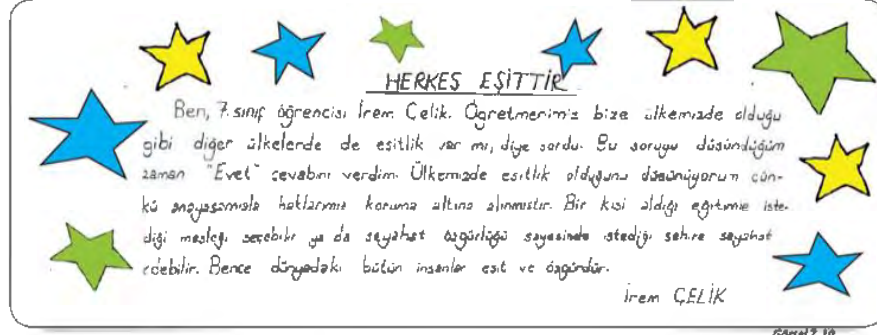 HERKES EŞİTTİR
Ben, 7. sınıf öğrencisi İrem Çelik. Öğretmenimiz bize ülkemizde olduğu
gibi diğer ülkelerde de eşitlik var mı, diye sordu. Bu soruyu düşündüğüm
zaman "Evet" cevabını verdim. Ülkemizde eşitlik olduğunu düşünüyorum çün-
kü anayasamızla haklarımız koruma altına alınmıştır. Bir kişi aldığı eğitimle iste-
diği mesleği seçebilir ya da seyahat özgürlüğü sayesinde istediği şehre seyahat
edebilir. Bence dünyadaki bütün insanlar eşit ve özgürdür.
İrem ÇELİK